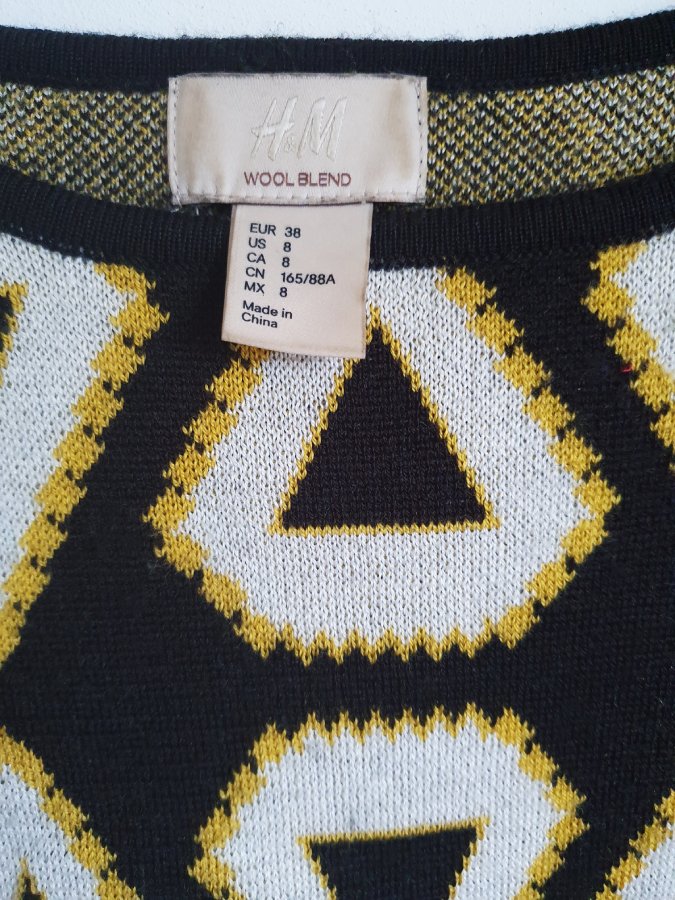 H&M
WOOL BLEND
EUR 38
US 8
CA 8
CN 165/88A
MX 8
Made in
China